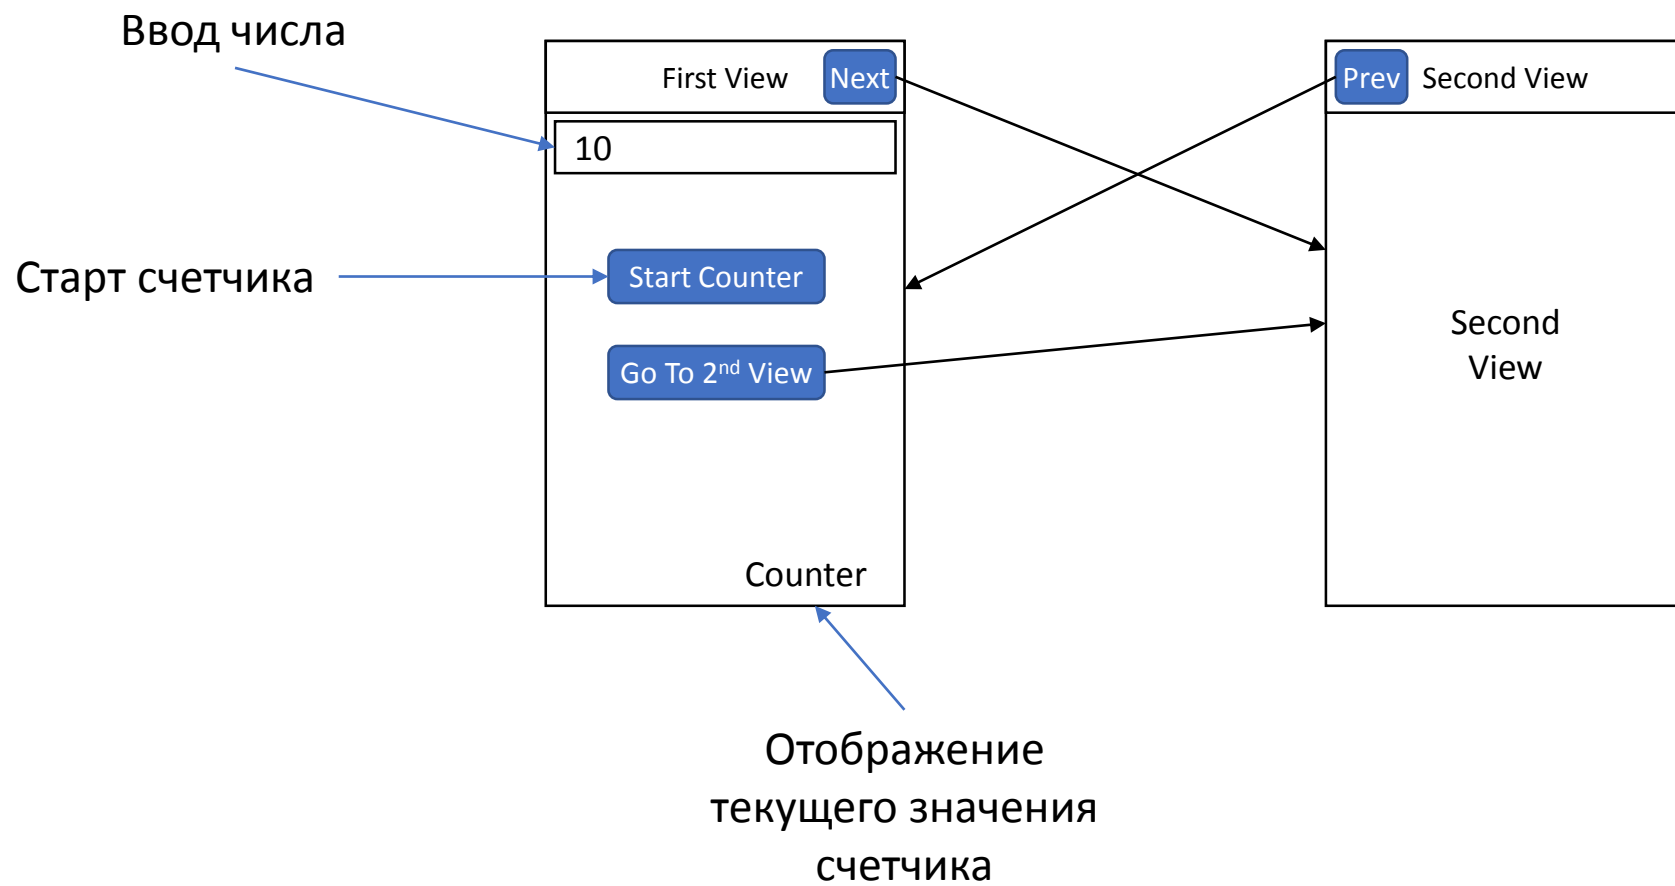 Ввод числа
First View
Next
Prev
Second View
10
Старт счетчика
Start Counter
Go To 2nd View
Second
View
Counter
Отображение
текущего значения
счетчика